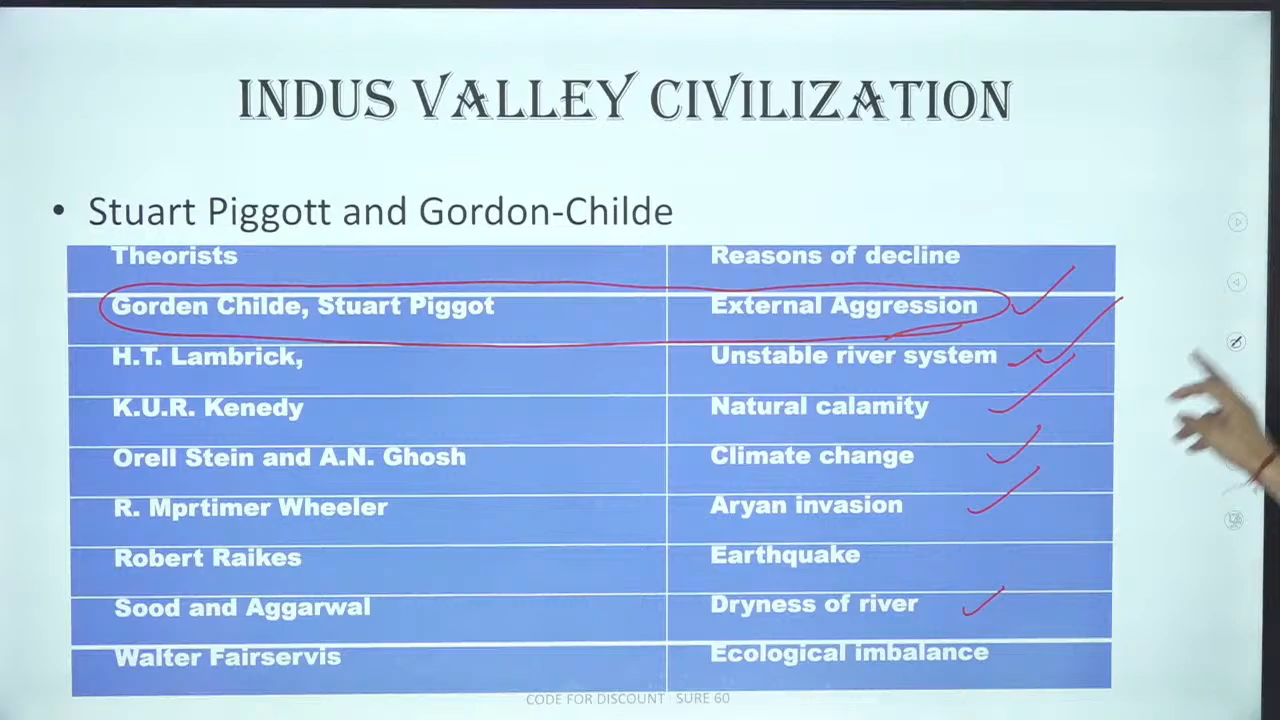 INDUS VALLEY CIVILIZATION
• Stuart Piggott and Gordon-Childe
Theorists Reasons of decline
Gorden Childe, Stuart Piggot External Aggression
H.T. Lambrick, Unstable river system
K.U.R. Kenedy Natural calamity
Orell Stein and A.N. Ghosh Climate change
R. Mprtimer Wheeler Aryan invasion
Robert Raikes Earthquake
Sood and Aggarwal Dryness of river
Walter Fairservis Ecological imbalance
CODE FOR DISCOUNT SURE 60